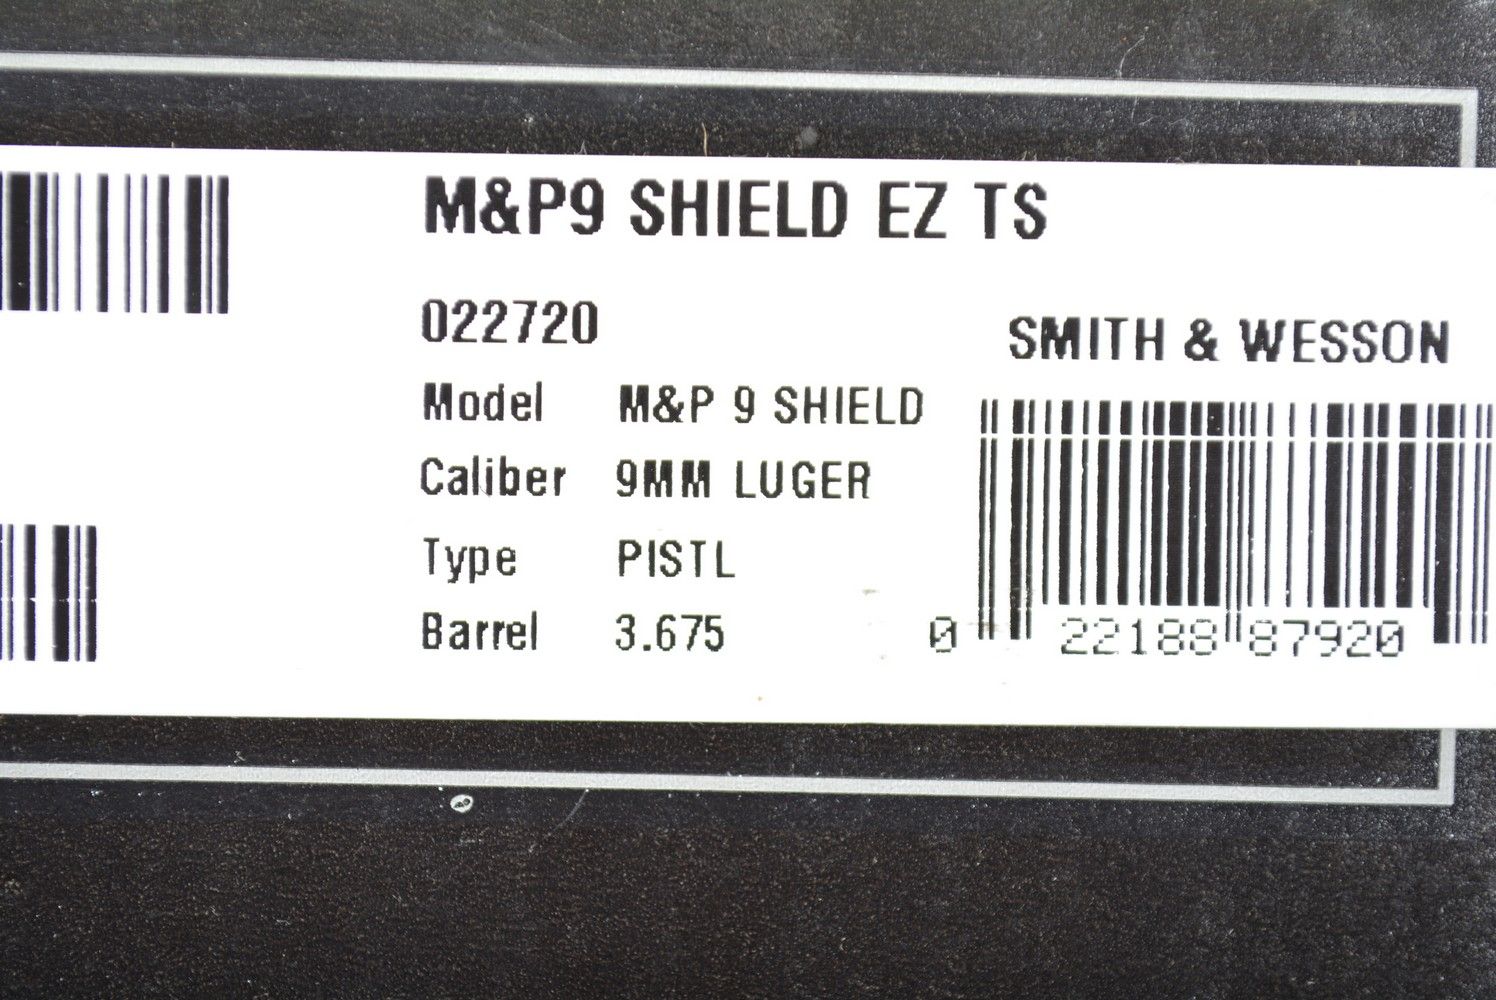 M&P9 SHIELD EZ TS
022720
SMITH & WESSON
Model M&P 9 SHIELD
Caliber 9MM LUGER
Type PISTL
Barrel 3.675
0 22188 87920